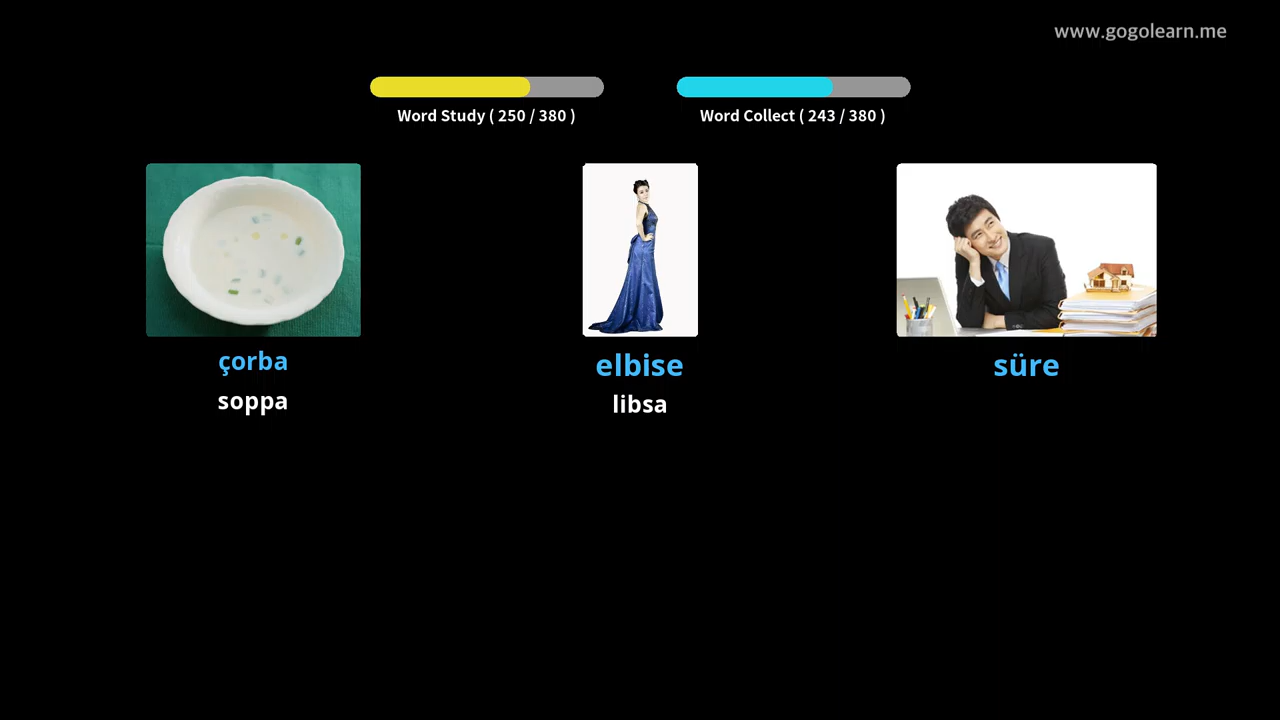 www.gogolearn.me
Word Study ( 250 / 380 )
Word Collect ( 243 / 380 )
çorba
soppa
elbise
libsa
süre